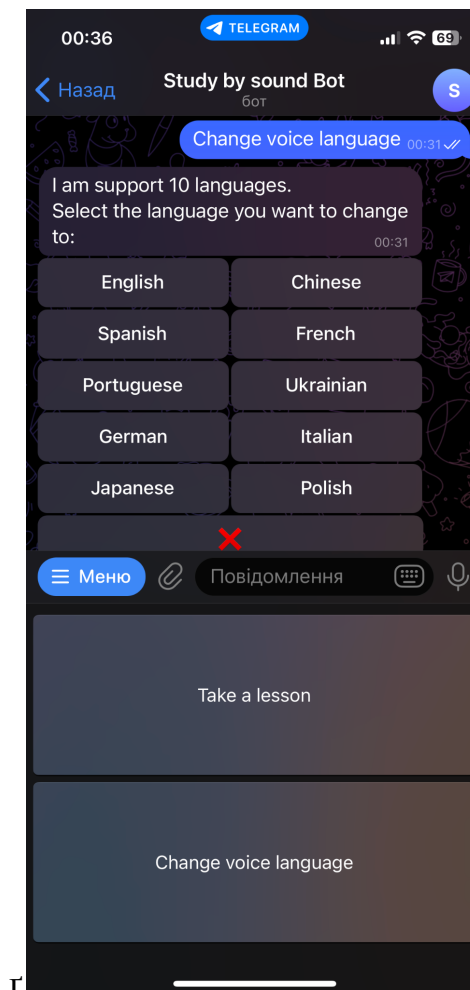 00:36
TELEGRAM
69
Назад
Study by sound Bot
бот
S
Change voice language 00:31
I am support 10 languages.
Select the language you want to change
to:
00:31
English
Chinese
Spanish
French
Portuguese
Ukrainian
German
Italian
Japanese
Polish
Меню
Повідомлення
Take a lesson
Change voice language
ґ